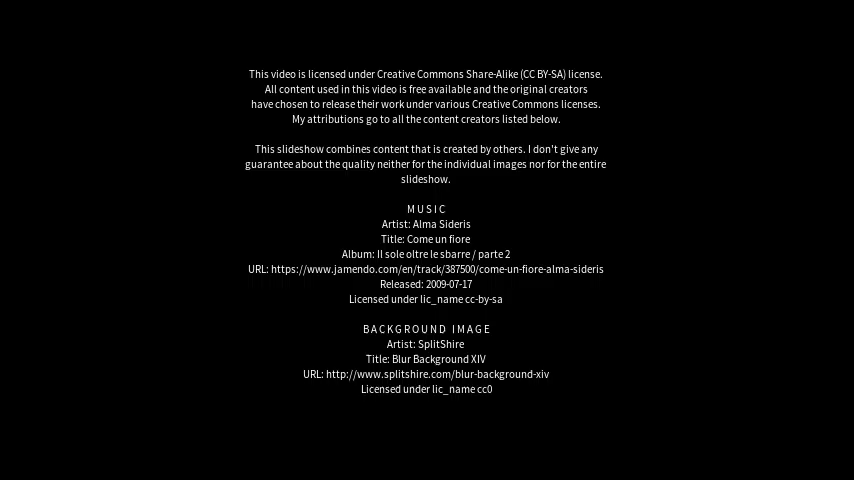 This video is licensed under Creative Commons Share-Alike (CC BY-SA) license.
All content used in this video is free available and the original creators
have chosen to release their work under various Creative Commons licenses.
My attributions go to all the content creators listed below.
This slideshow combines content that is created by others. I don't give any
guarantee about the quality neither for the individual images nor for the entire
slideshow.
MUSIC
Artist: Alma Sideris
Title: Come un fiore
Album: Il sole oltre le sbarre / parte 2
URL: https://www.jamendo.com/en/track/387500/come-un-fiore-alma-sideris
Released: 2009-07-17
Licensed under lic_name cc-by-sa
BACKGROUND IMAGE
Artist: SplitShire
Title: Blur Background XIV
URL: http://www.splitshire.com/blur-background-xiv
Licensed under lic_name cc0